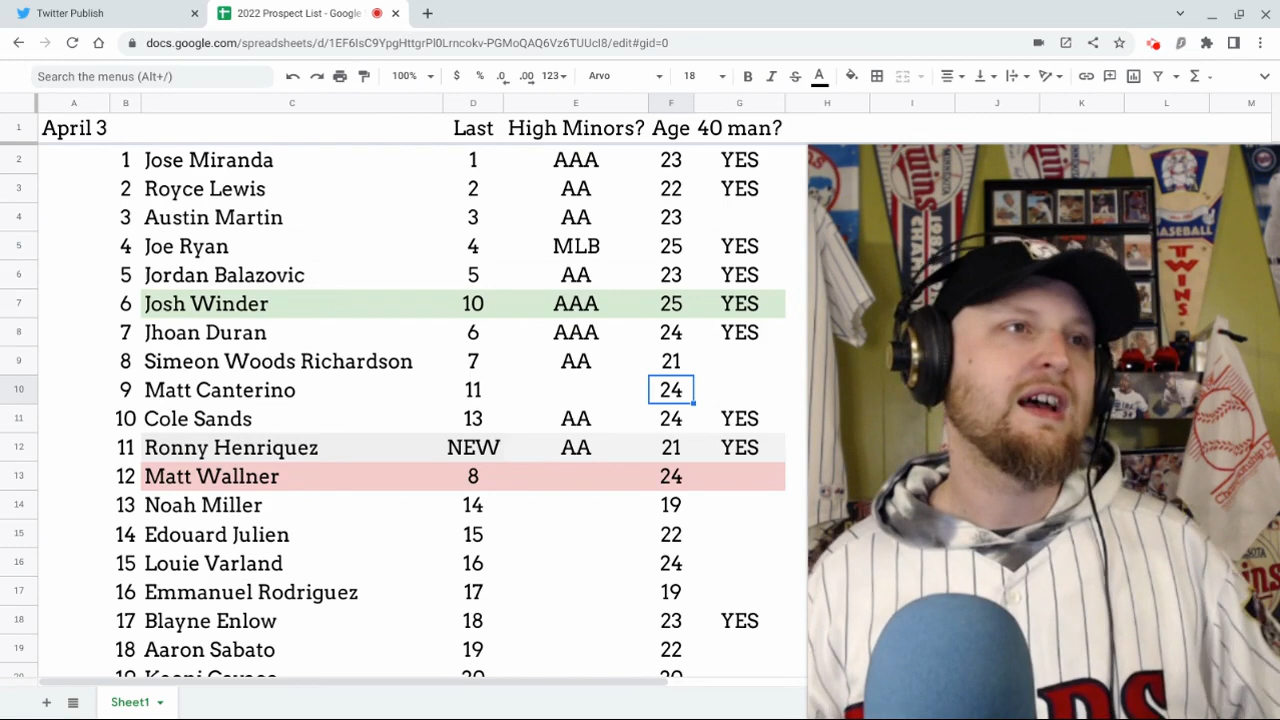 Twitter Publish
2022 Prospect List - Google
docs.google.com/spreadsheets/d/1EF6IsC9YpgHttgrPl0Lrncokv-PGMoQAQ6Vz6TUUcI8/edit#gid=0
Search the menus (Alt+/)
100% $ % .0 .00 123 Arvo 18 B I S A
A B C D E F G H I J K L M
1 April 3 Last High Minors? Age 40 man?
2 1 Jose Miranda 1 AAA 23 YES
3 2 Royce Lewis 2 AA 22 YES
4 3 Austin Martin 3 AA 23
5 4 Joe Ryan 4 MLB 25 YES
6 5 Jordan Balazovic 5 AA 23 YES
7 6 Josh Winder 10 AAA 25 YES
8 7 Jhoan Duran 6 AAA 24 YES
9 8 Simeon Woods Richardson 7 AA 21
10 9 Matt Canterino 11 24
11 10 Cole Sands 13 AA 24 YES
12 11 Ronny Henriquez NEW AA 21 YES
13 12 Matt Wallner 8 24
14 13 Noah Miller 14 19
15 14 Edouard Julien 15 22
16 15 Louie Varland 16 24
17 16 Emmanuel Rodriguez 17 19
18 17 Blayne Enlow 18 23 YES
19 18 Aaron Sabato 19 22
Sheet1
Twins
BASEBALL
TWINS